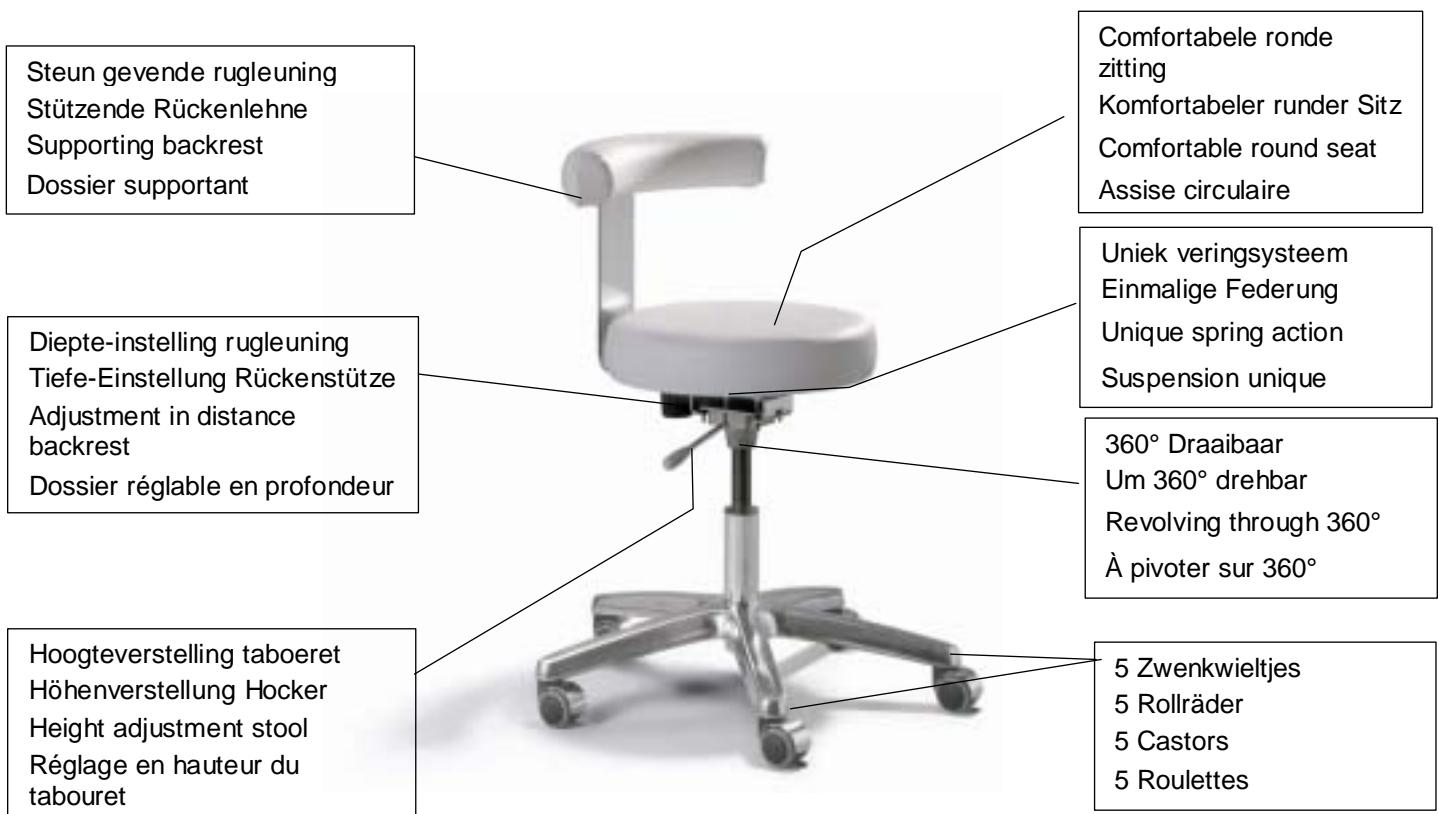 Steun gevende rugleuning
Stützende Rückenlehne
Supporting backrest
Dossier supportant
Diepte-instelling rugleuning
Tiefe-Einstellung Rückenstütze
Adjustment in distance
backrest
Dossier réglable en profondeur
Hoogteverstelling taboeret
Höhenverstellung Hocker
Height adjustment stool
Réglage en hauteur du
tabouret
Comfortabele ronde
zitting
Komfortabeler runder Sitz
Comfortable round seat
Assise circulaire
Uniek veringsysteem
Einmalige Federung
Unique spring action
Suspension unique
360° Draaibaar
Um 360° drehbar
Revolving through 360°
À pivoter sur 360°
5 Zwenkwieltjes
5 Rollräder
5 Castors
5 Roulettes